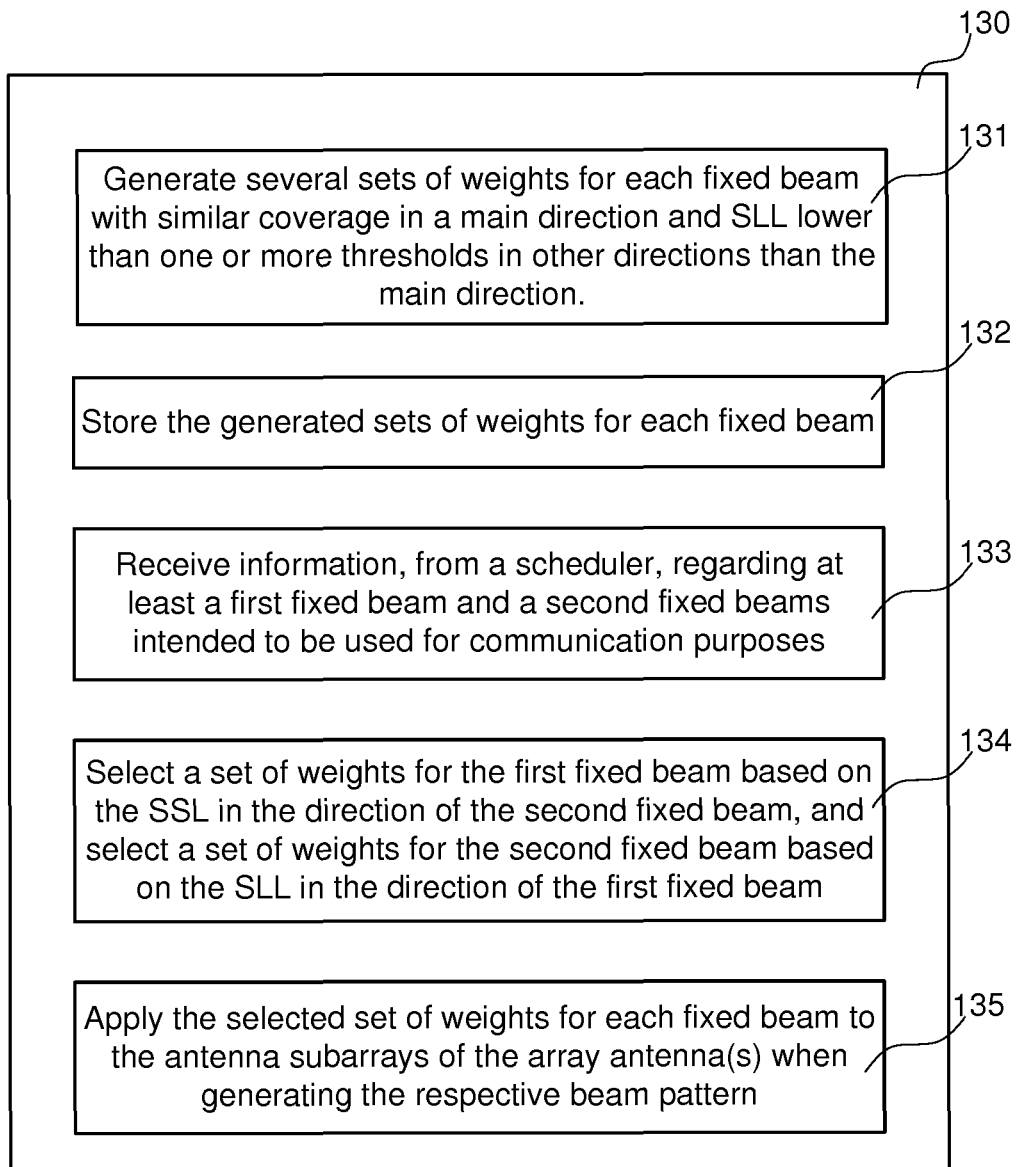 130
131
Generate several sets of weights for each fixed beam
with similar coverage in a main direction and SLL lower
than one or more thresholds in other directions than the
main direction.
132
Store the generated sets of weights for each fixed beam
133
Receive information, from a scheduler, regarding at
least a first fixed beam and a second fixed beams
intended to be used for communication purposes
134
Select a set of weights for the first fixed beam based on
the SSL in the direction of the second fixed beam, and
select a set of weights for the second fixed beam based
on the SLL in the direction of the first fixed beam
135
Apply the selected set of weights for each fixed beam to
the antenna subarrays of the array antenna(s) when
generating the respective beam pattern